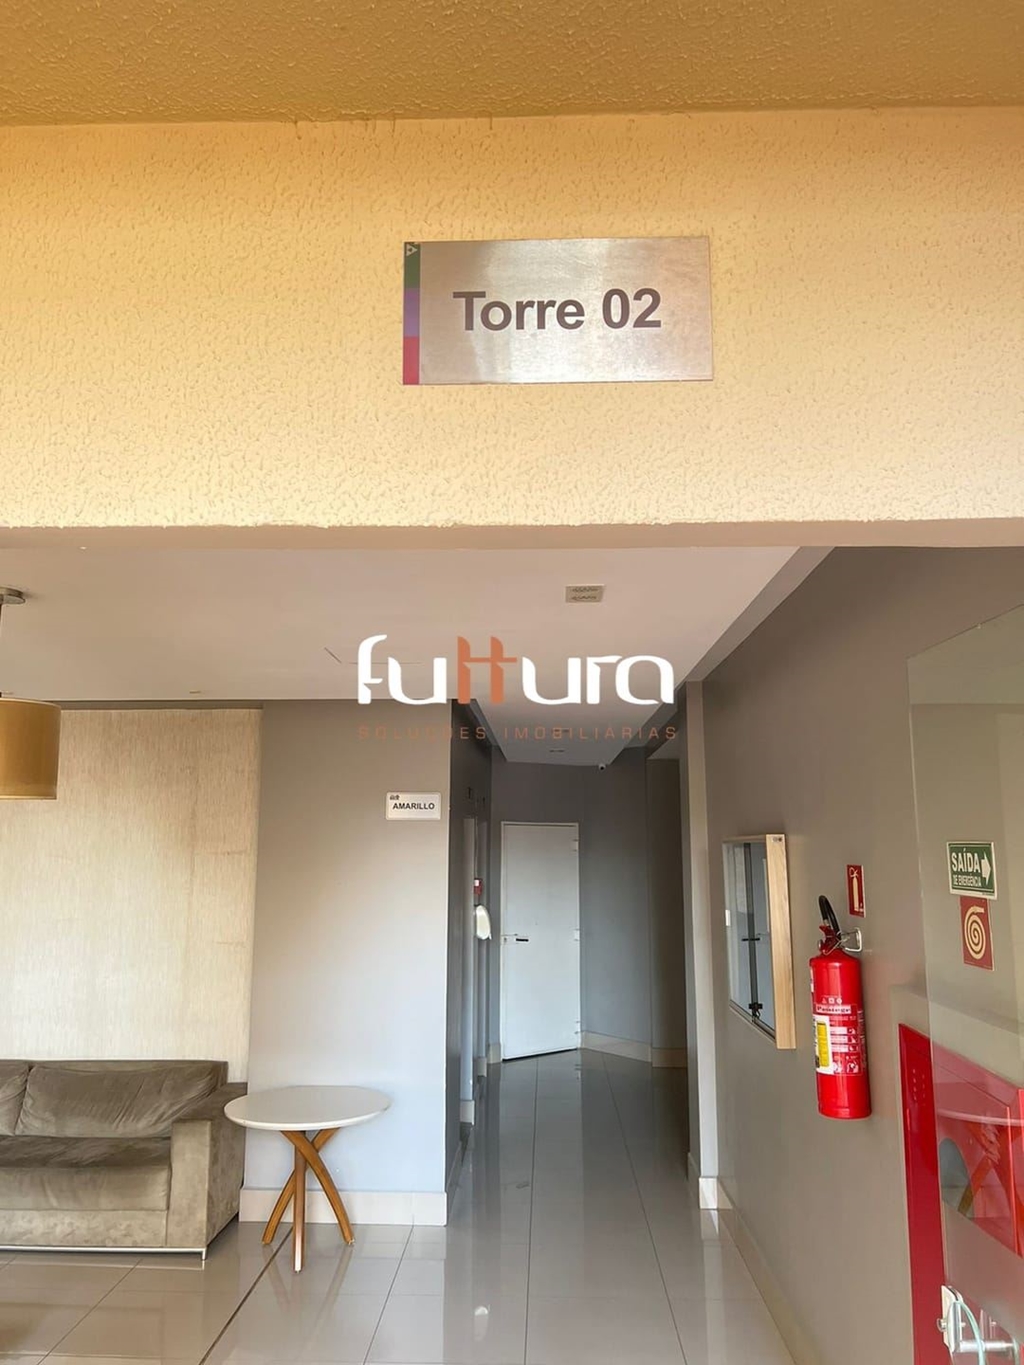 Torre 02
futtura
SOLUÇÕES IMOBILIÁRIAS
AMARILLO
SAÍDA
DE EMERGÊNCIA